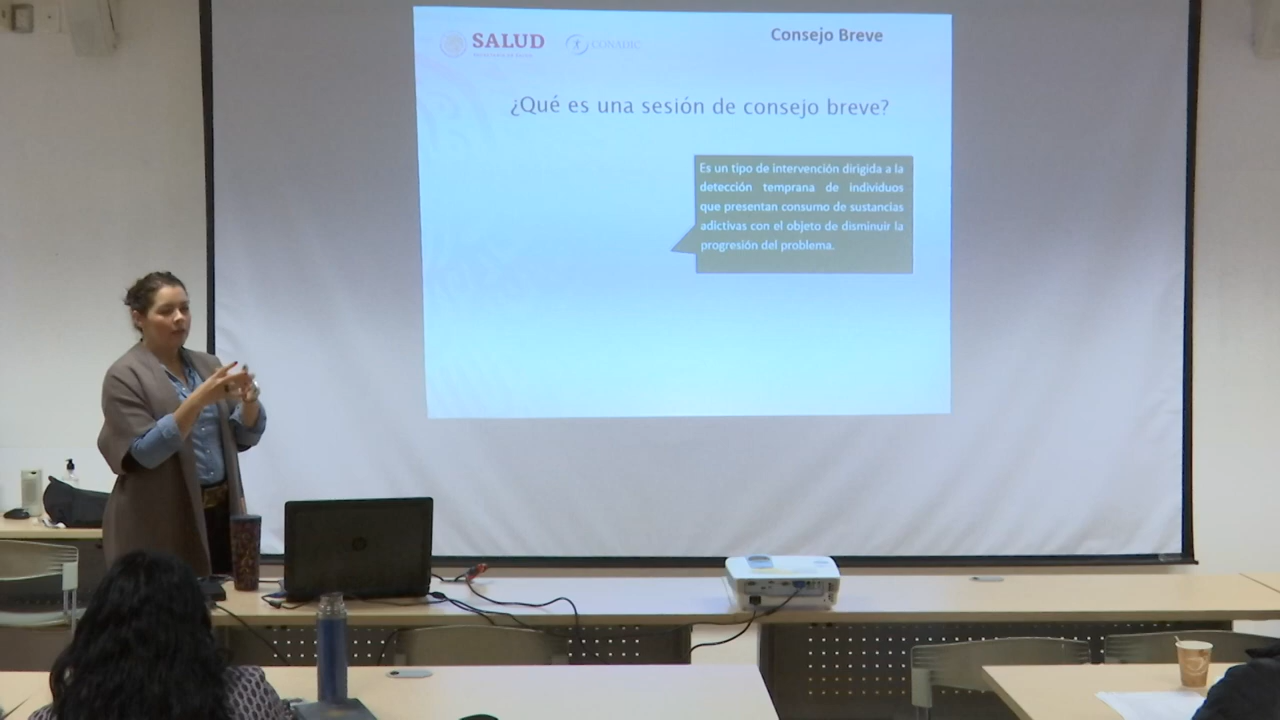 SALUD
CONADIC
Consejo Breve
¿Qué es una sesión de consejo breve?
Es un tipo de intervención dirigida a la
detección temprana de individuos
que presentan consumo de sustancias
adictivas con el objeto de disminuir la
progresión del problema.